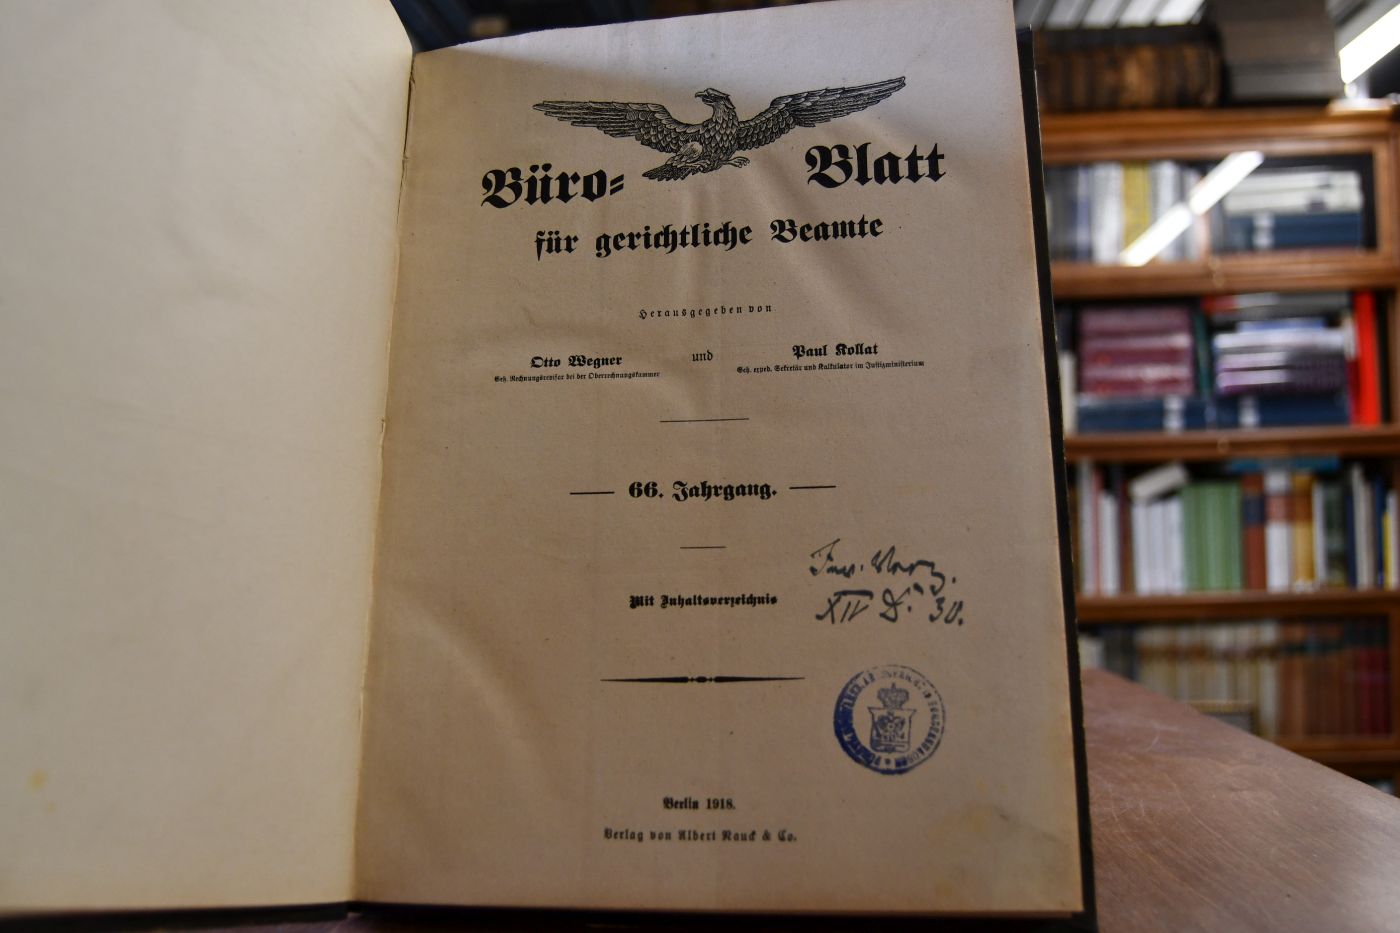 Büro= Blatt
für gerichtliche Beamte
Herausgegeben von
Otto Wegner und Paul Kollat
Geh. Rechnungsrevisor bei der Oberrechnungskammer Geh. exped. Sekretär und Kalkulator im Justizministerium
66. Jahrgang.
Mit Inhaltsverzeichnis
XIV D. 30.
Berlin 1918.
Verlag von Albert Nauck & Co.